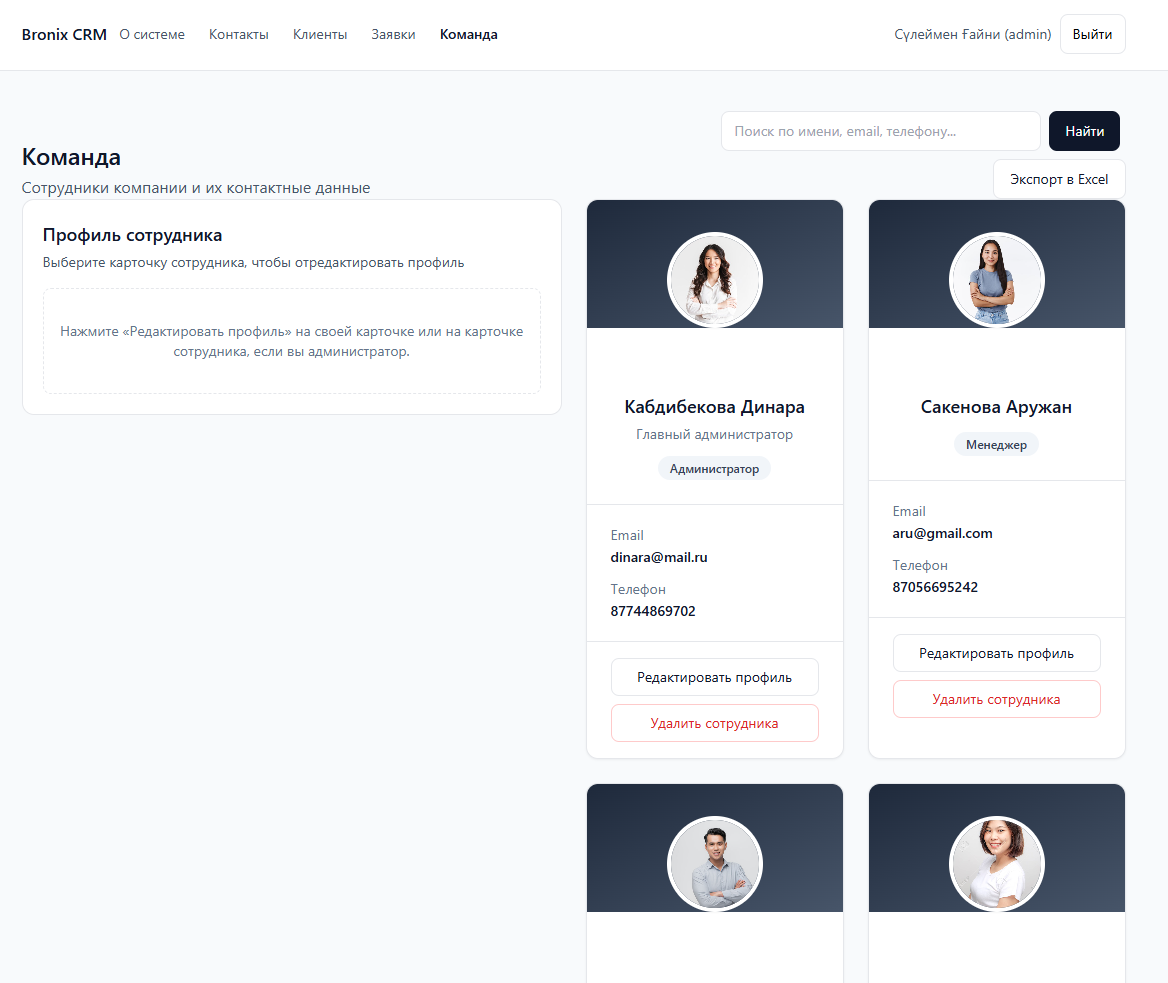 Bronix CRM О системе Контакты Клиенты Заявки Команда Сүлеймен Ғайни (admin) Выйти
Поиск по имени, email, телефону... Найти
Команда
Сотрудники компании и их контактные данные
Экспорт в Excel
Профиль сотрудника
Выберите карточку сотрудника, чтобы отредактировать профиль
Нажмите «Редактировать профиль» на своей карточке или на карточке
сотрудника, если вы администратор.
Кабдибекова Динара
Главный администратор
Администратор
Email
dinara@mail.ru
Телефон
87744869702
Редактировать профиль
Удалить сотрудника
Сакенова Аружан
Менеджер
Email
aru@gmail.com
Телефон
87056695242
Редактировать профиль
Удалить сотрудника